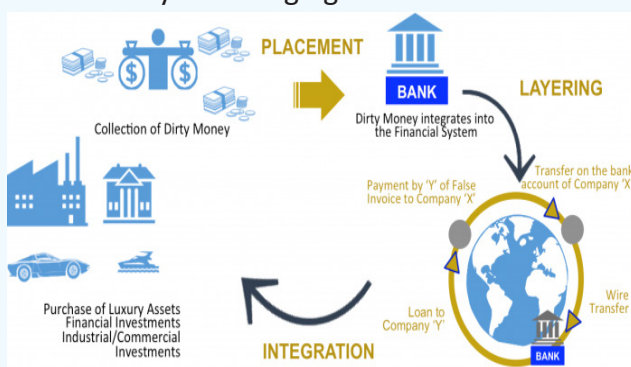 PLACEMENT
BANK
LAYERING
Collection of Dirty Money
Dirty Money integrates into
the Financial System
Payment by 'Y' of False
Invoice to Company 'X'
Transfer on the bank
account of Company 'X'
Wire
Transfer
Loan to
Company 'Y'
BANK
Purchase of Luxury Assets
Financial Investments
Industrial/Commercial
Investments
INTEGRATION